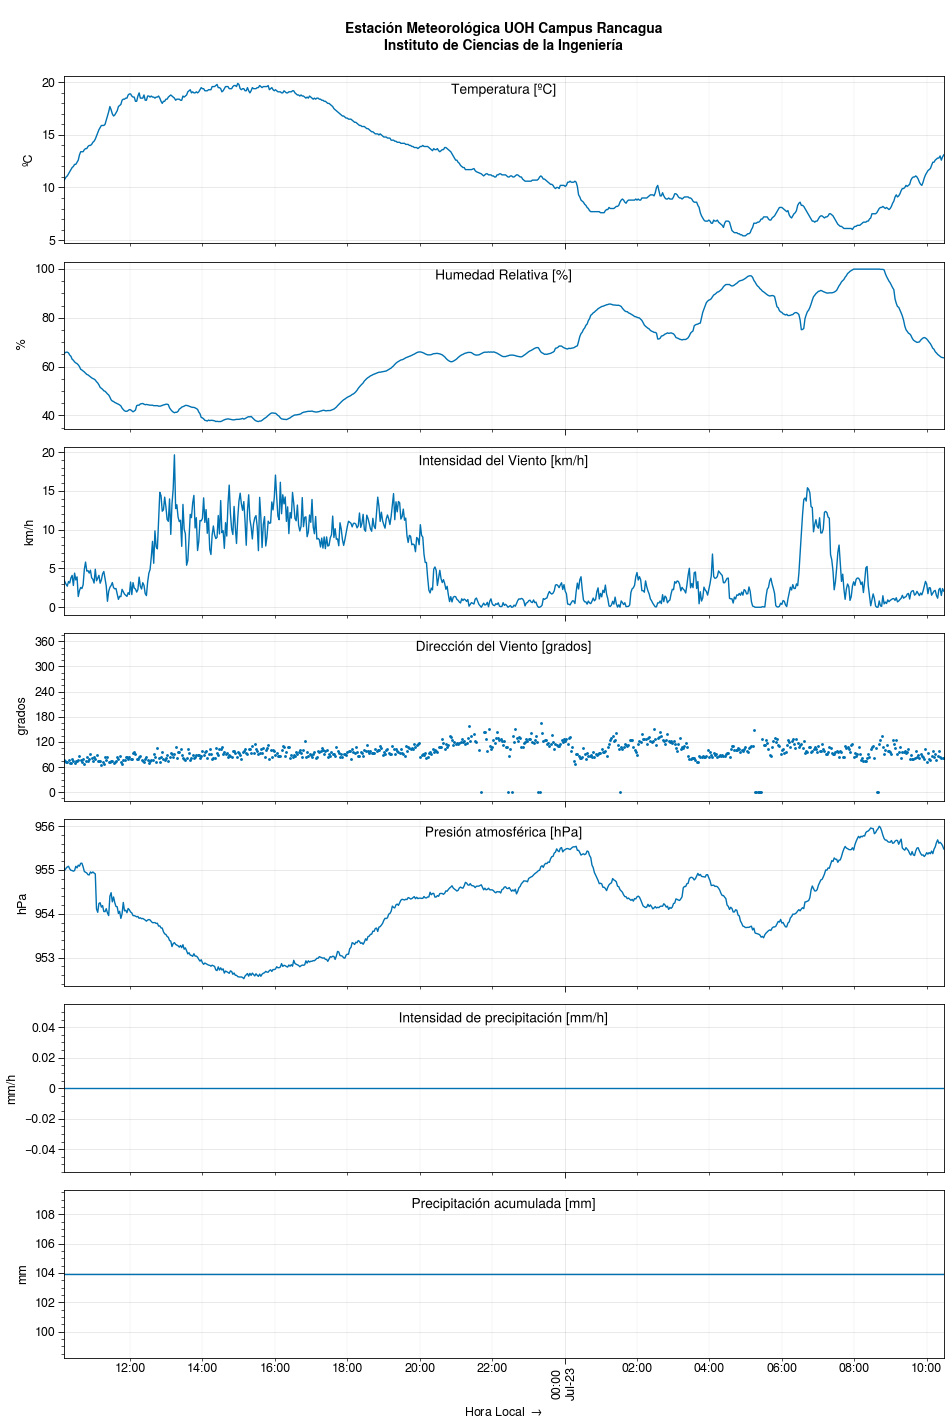 Estación Meteorológica UOH Campus Rancagua
Instituto de Ciencias de la Ingeniería
Temperatura [ºC]
20
15
10
5
ºC
Humedad Relativa [%]
100
80
60
40
%
Intensidad del Viento [km/h]
20
15
10
5
0
km/h
Dirección del Viento [grados]
360
300
240
180
120
60
0
grados
Presión atmosférica [hPa]
956
955
954
953
hPa
Intensidad de precipitación [mm/h]
0.04
0.02
0
−0.02
−0.04
mm/h
Precipitación acumulada [mm]
108
106
104
102
100
mm
12:00 14:00 16:00 18:00 20:00 22:00 00:00 02:00 04:00 06:00 08:00 10:00
Jul-23
Hora Local →